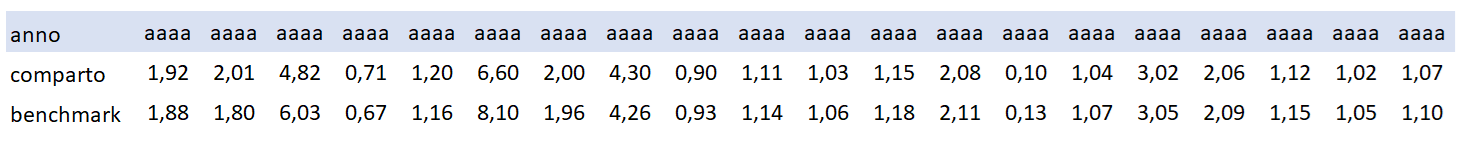 anno aaaa aaaa aaaa aaaa aaaa aaaa aaaa aaaa aaaa aaaa aaaa aaaa aaaa aaaa aaaa aaaa aaaa aaaa aaaa aaaa
comparto 1,92 2,01 4,82 0,71 1,20 6,60 2,00 4,30 0,90 1,11 1,03 1,15 2,08 0,10 1,04 3,02 2,06 1,12 1,02 1,07
benchmark 1,88 1,80 6,03 0,67 1,16 8,10 1,96 4,26 0,93 1,14 1,06 1,18 2,11 0,13 1,07 3,05 2,09 1,15 1,05 1,10